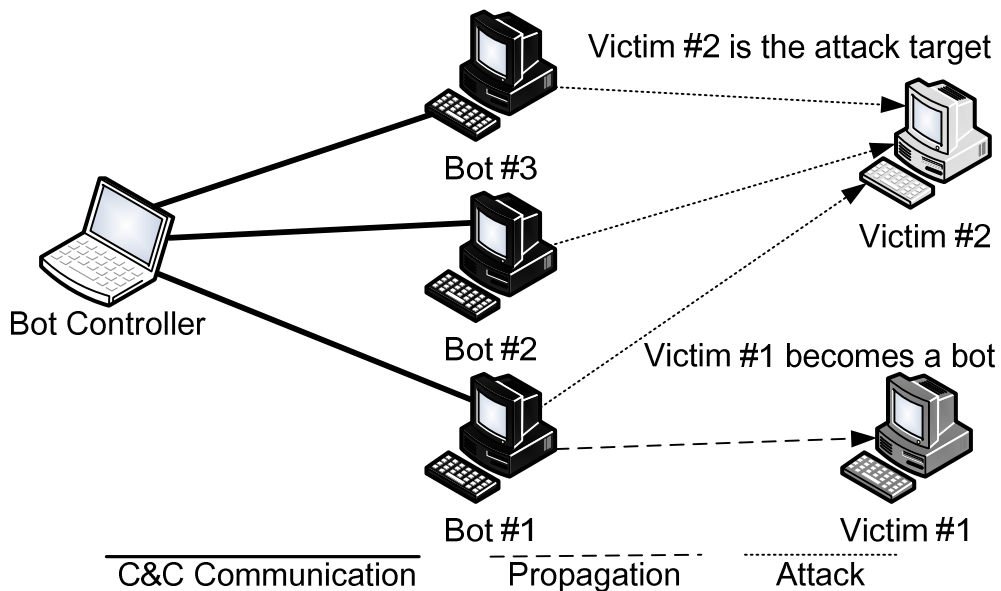 Victim #2 is the attack target
Bot #3
Victim #2
Bot Controller
Bot #2
Victim #1 becomes a bot
Bot #1
Victim #1
C&C Communication
Propagation
Attack